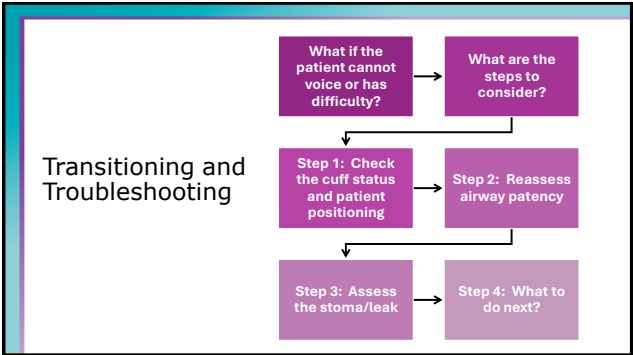 Transitioning and
Troubleshooting
What if the
patient cannot
voice or has
difficulty?
What are the
steps to
consider?
Step 1:  Check
the cuff status
and patient
positioning
Step 2:  Reassess
airway patency
Step 3:  Assess
the stoma/leak
Step 4:  What to
do next?